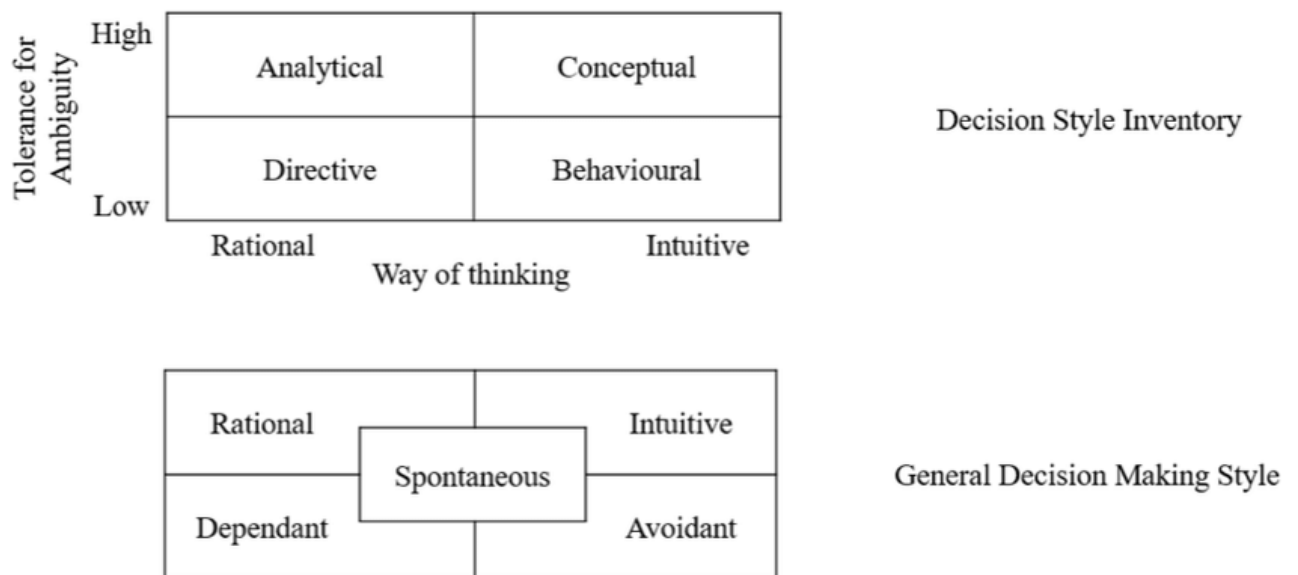 Tolerance for
Ambiguity
High
Analytical
Conceptual
Decision Style Inventory
Directive
Behavioural
Low
Rational
Intuitive
Way of thinking
Rational
Intuitive
Spontaneous
General Decision Making Style
Dependant
Avoidant